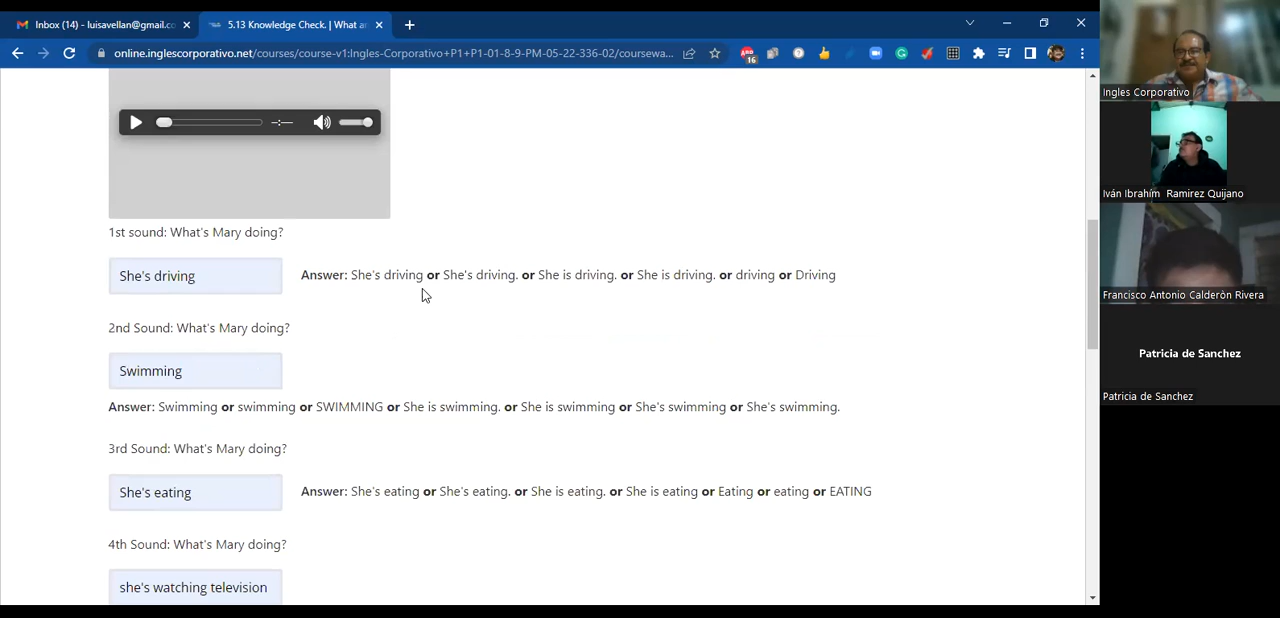 Inbox (14) - luisavellan@gmail.cc
5.13 Knowledge Check. | What a
online.inglescorporativo.net/courses/course-v1:Ingles-Corporativo+P1+P1-01-8-9-PM-05-22-336-02/coursewa...
16
-:--
1st sound: What's Mary doing?
She's driving
Answer: She's driving or She's driving. or She is driving. or She is driving. or driving or Driving
2nd Sound: What's Mary doing?
Swimming
Answer: Swimming or swimming or SWIMMING or She is swimming. or She is swimming or She's swimming or She's swimming.
3rd Sound: What's Mary doing?
She's eating
Answer: She's eating or She's eating. or She is eating. or She is eating or Eating or eating or EATING
4th Sound: What's Mary doing?
she's watching television
Ingles Corporativo
Iván Ibrahím Ramirez Quijano
Francisco Antonio Calderòn Rivera
Patricia de Sanchez
Patricia de Sanchez